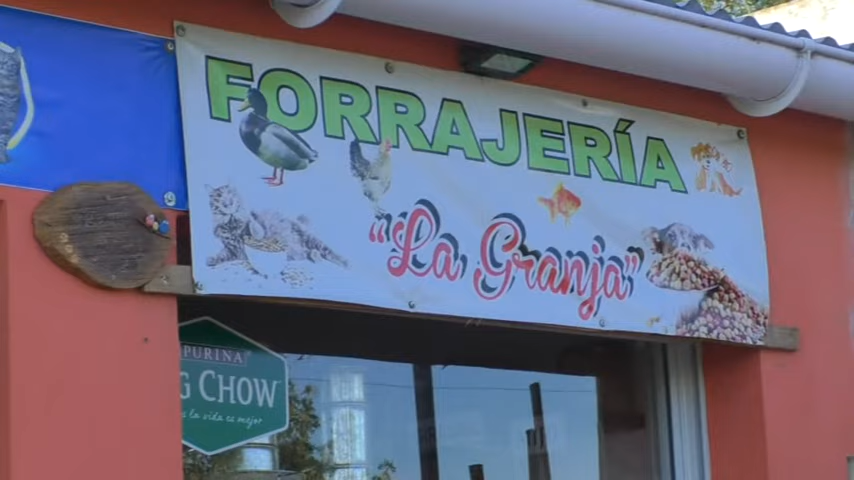 FORRAJERÍA
"La Granja"
PURINA
G CHOW
la vida es mejor